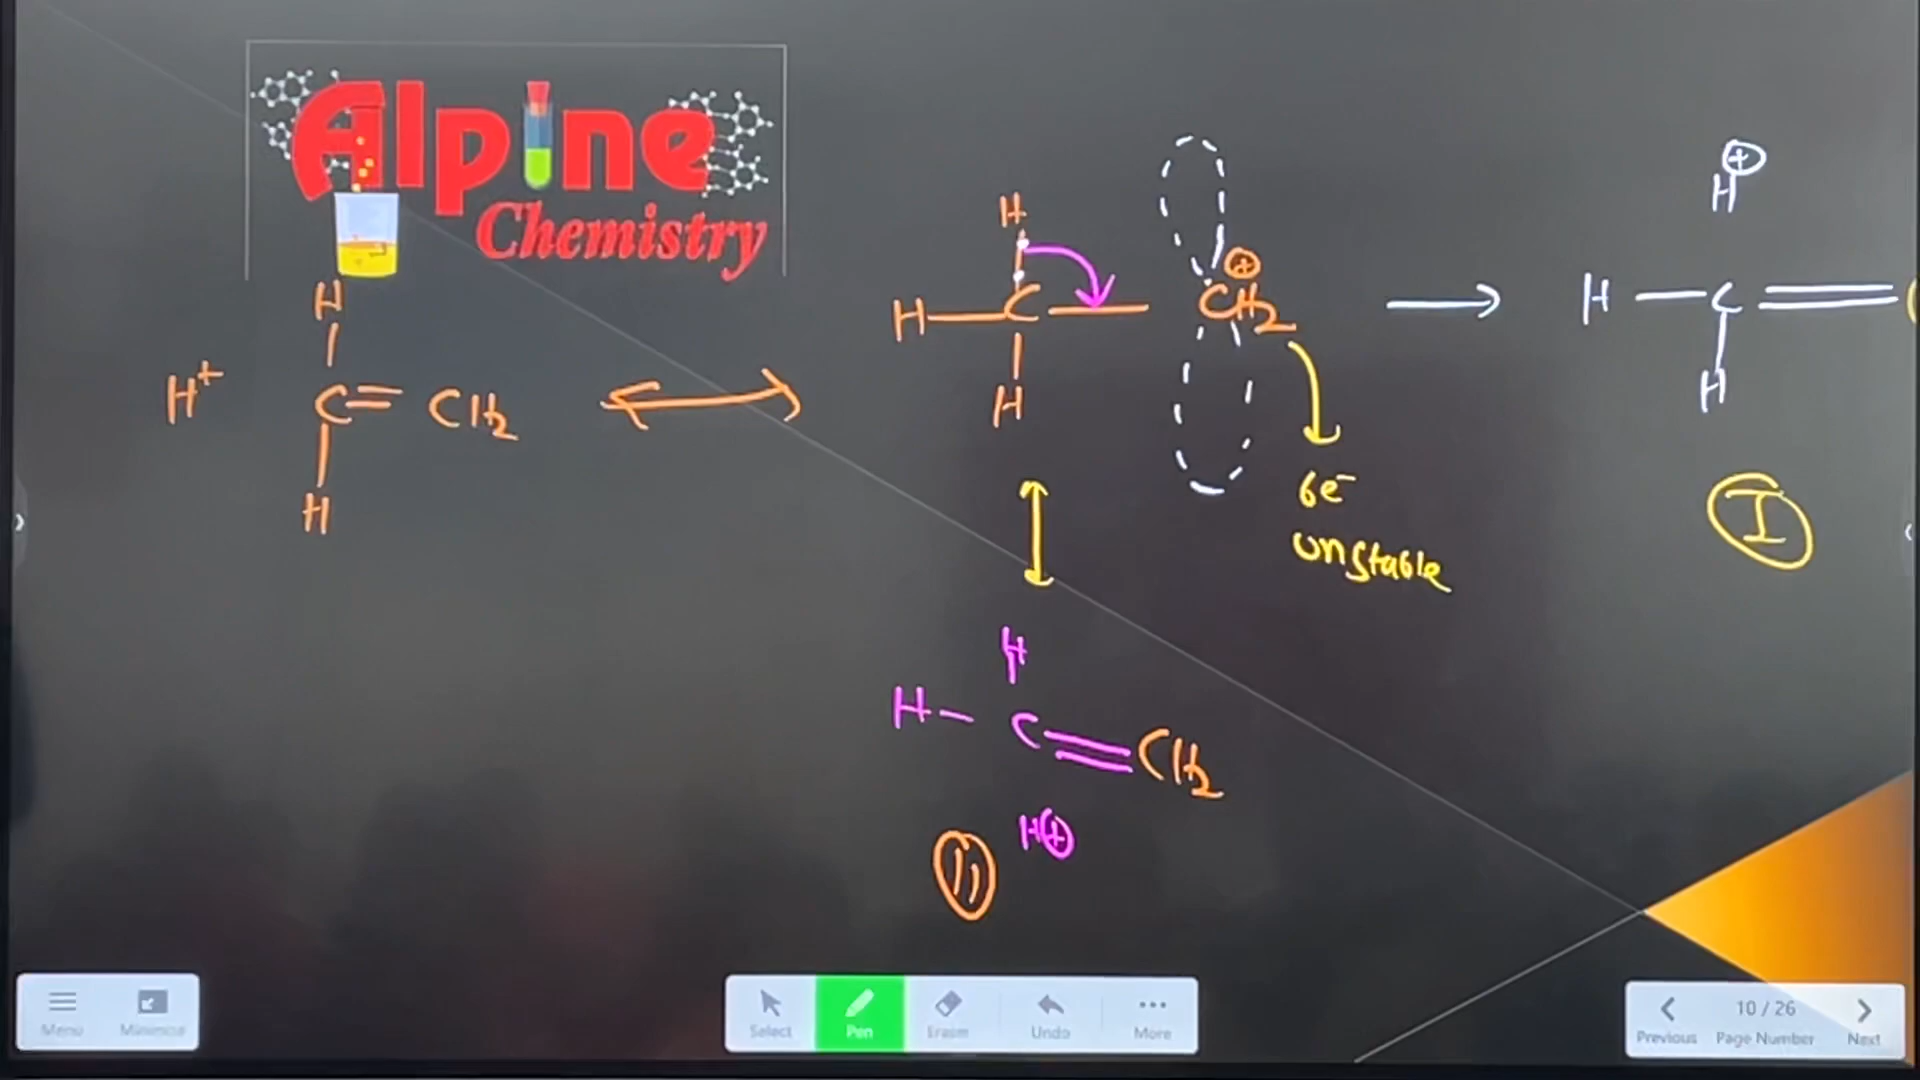 Alpine
Chemistry
H
H⁺ C=CH₂
H
H
H—C—CH₂ ⊕
H
6e⁻
unstable
H ⊕
H—C=
H
I
H
H–C=CH₂
H⊕
II
Menu
Minimize
Select
Pen
Erase
Undo
More
Previous
10 / 26
Page Number
Next